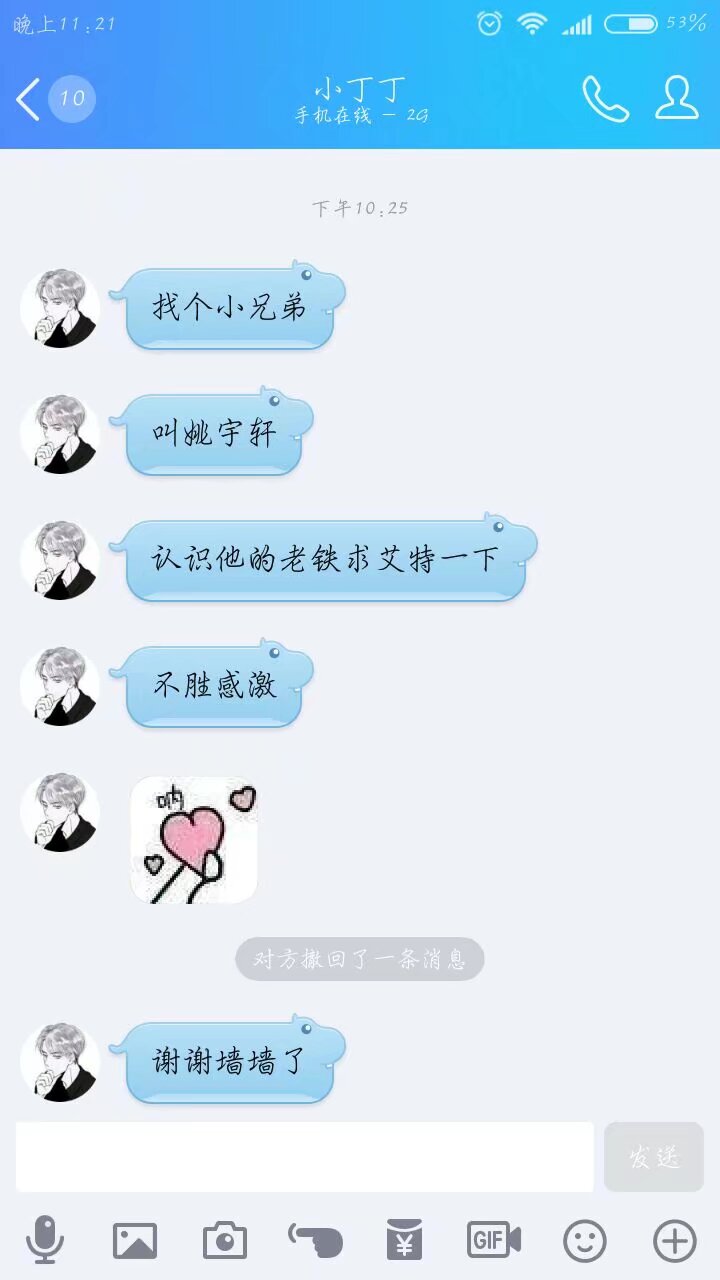 晚上11:21
53%
10
小丁丁
手机在线 - 2G
下午10:25
找个小兄弟
叫姚宇轩
认识他的老铁求艾特一下
不胜感激
呐
对方撤回了一条消息
谢谢墙墙了
发送
¥
GIF